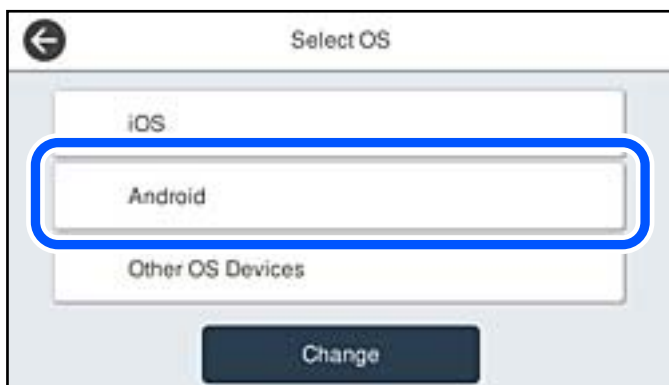 Select OS
iOS
Android
Other OS Devices
Change